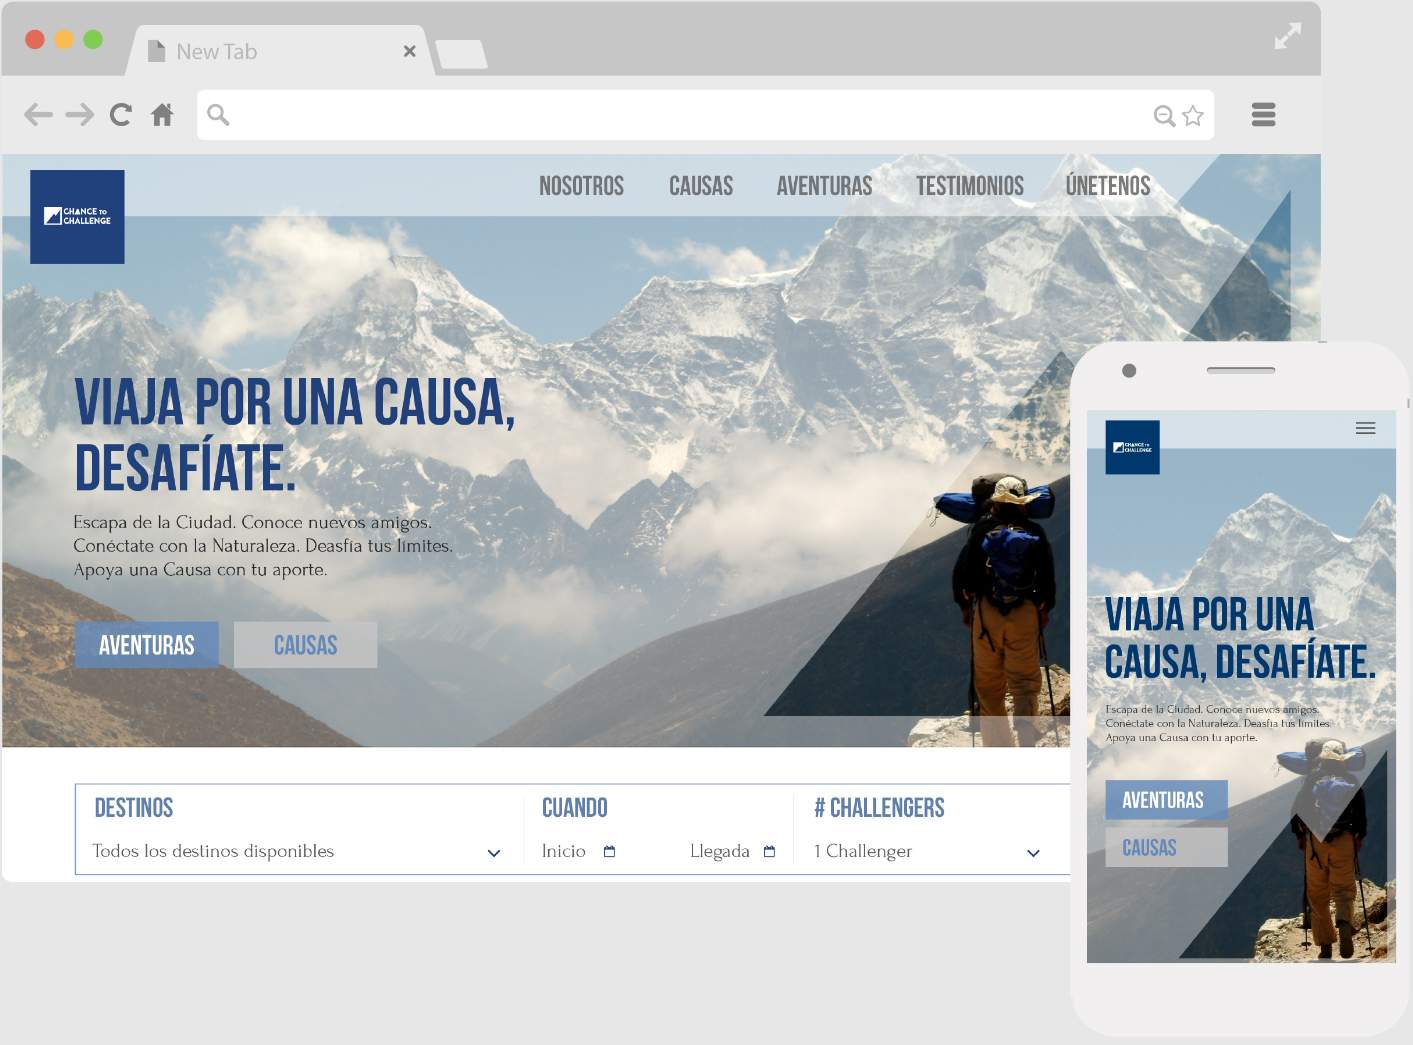 New Tab
NOSOTROS CAUSAS AVENTURAS TESTIMONIOS ÚNETENOS
CHANCE TO
CHALLENGE
VIAJA POR UNA CAUSA,
DESAFÍATE.
Escapa de la Ciudad. Conoce nuevos amigos.
Conéctate con la Naturaleza. Deasfía tus límites.
Apoya una Causa con tu aporte.
AVENTURAS CAUSAS
DESTINOS CUANDO # CHALLENGERS
Todos los destinos disponibles Inicio Llegada 1 Challenger
CHANCE TO
CHALLENGE
VIAJA POR UNA
CAUSA, DESAFÍATE.
Escapa de la Ciudad. Conoce nuevos amigos.
Conéctate con la Naturaleza. Deasfía tus límites.
Apoya una Causa con tu aporte.
AVENTURAS
CAUSAS